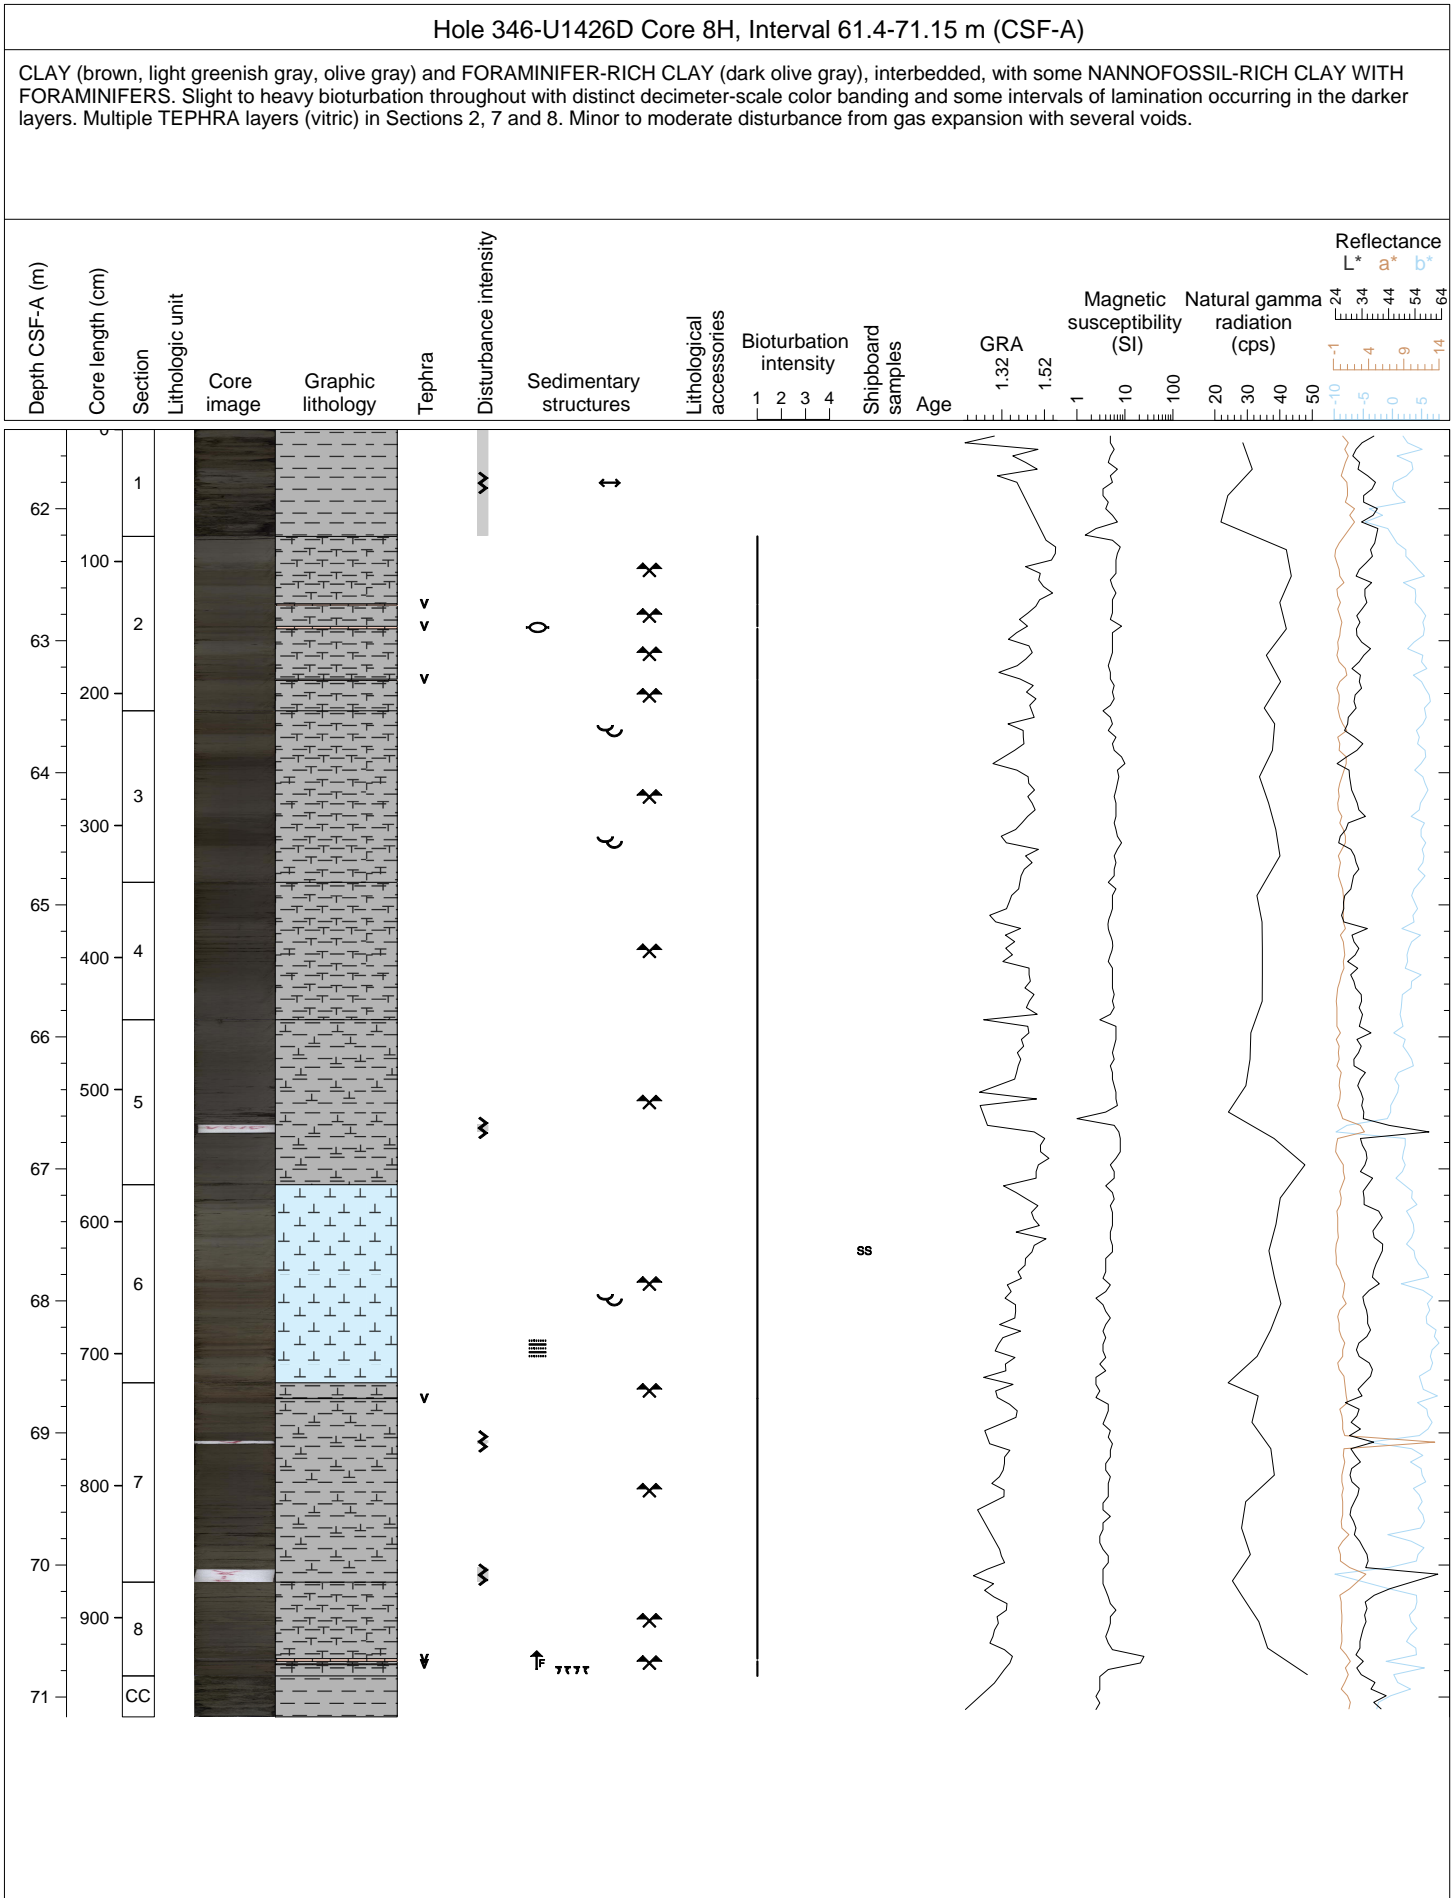 Hole 346-U1426D Core 8H, Interval 61.4-71.15 m (CSF-A)
CLAY (brown, light greenish gray, olive gray) and FORAMINIFER-RICH CLAY (dark olive gray), interbedded, with some NANNOFOSSIL-RICH CLAY WITH
FORAMINIFERS. Slight to heavy bioturbation throughout with distinct decimeter-scale color banding and some intervals of lamination occurring in the darker
layers. Multiple TEPHRA layers (vitric) in Sections 2, 7 and 8. Minor to moderate disturbance from gas expansion with several voids.
Depth CSF-A (m)
Core length (cm)
Section
Lithologic unit
Core
image
Graphic
lithology
Tephra
Disturbance intensity
Sedimentary
structures
Lithological
accessories
Bioturbation
intensity
1 2 3 4
Shipboard
samples
Age
GRA
1.32
1.52
Magnetic
susceptibility
(SI)
1
10
100
Natural gamma
radiation
(cps)
20
30
40
50
Reflectance
L* a* b*
24
34
44
54
64
-1
4
9
14
-10
-5
0
5
0
1
62
100
v
v
2
63
v
200
64
3
300
65
4
400
66
500
5
VOID
67
600
ss
6
68
700
v
69
7
800
70
900
8
v
v
F
CC
71